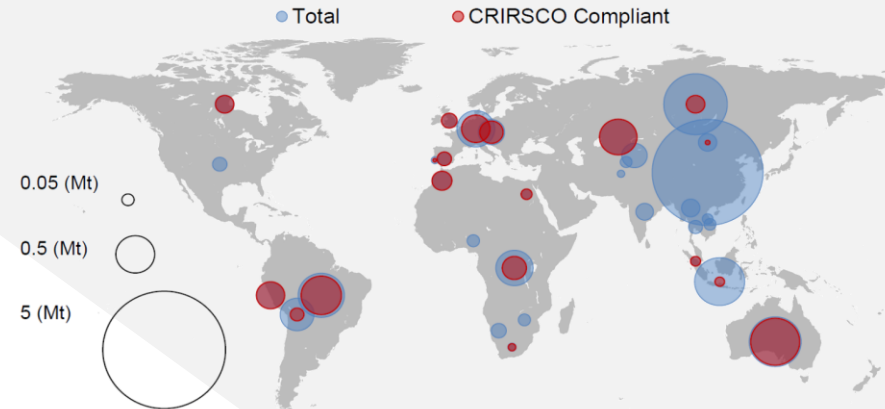 Total
CRIRSCO Compliant
0.05 (Mt)
0.5 (Mt)
5 (Mt)